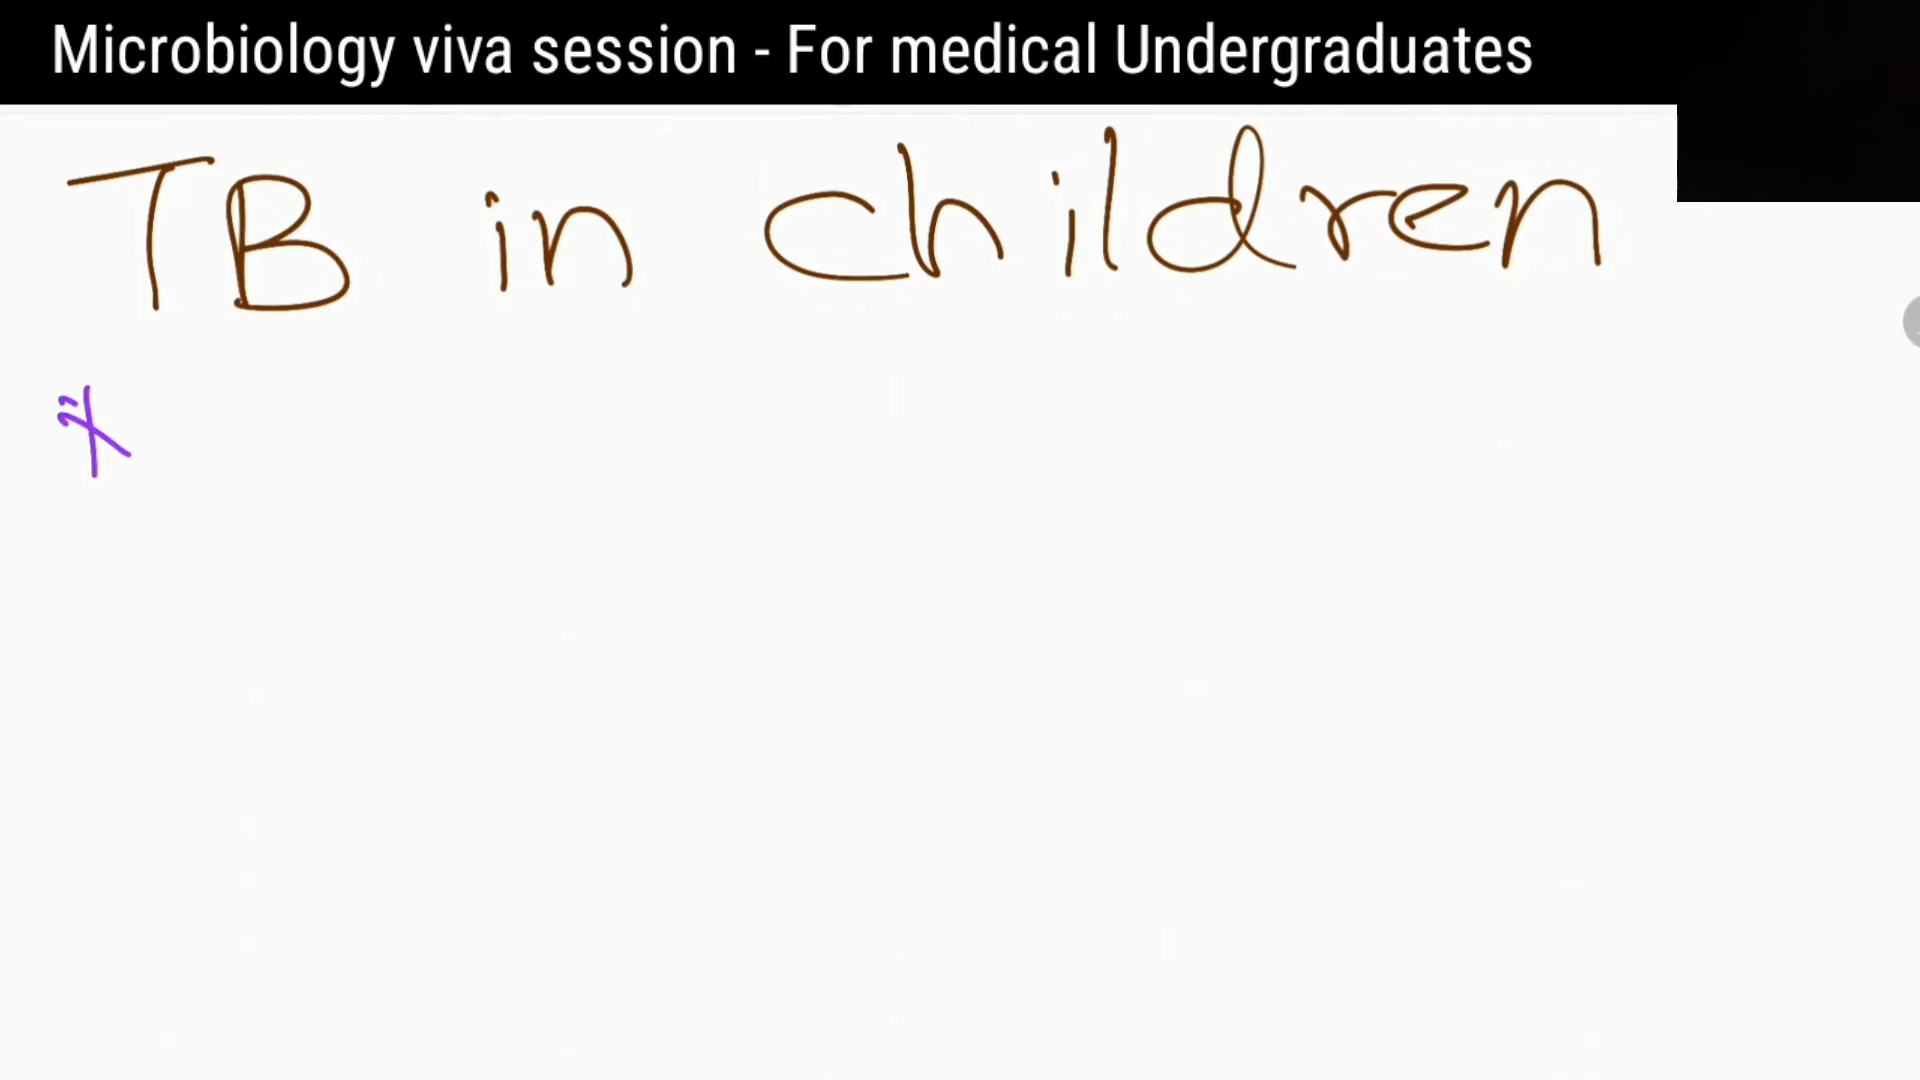 Microbiology viva session - For medical Undergraduates
TB in children
*